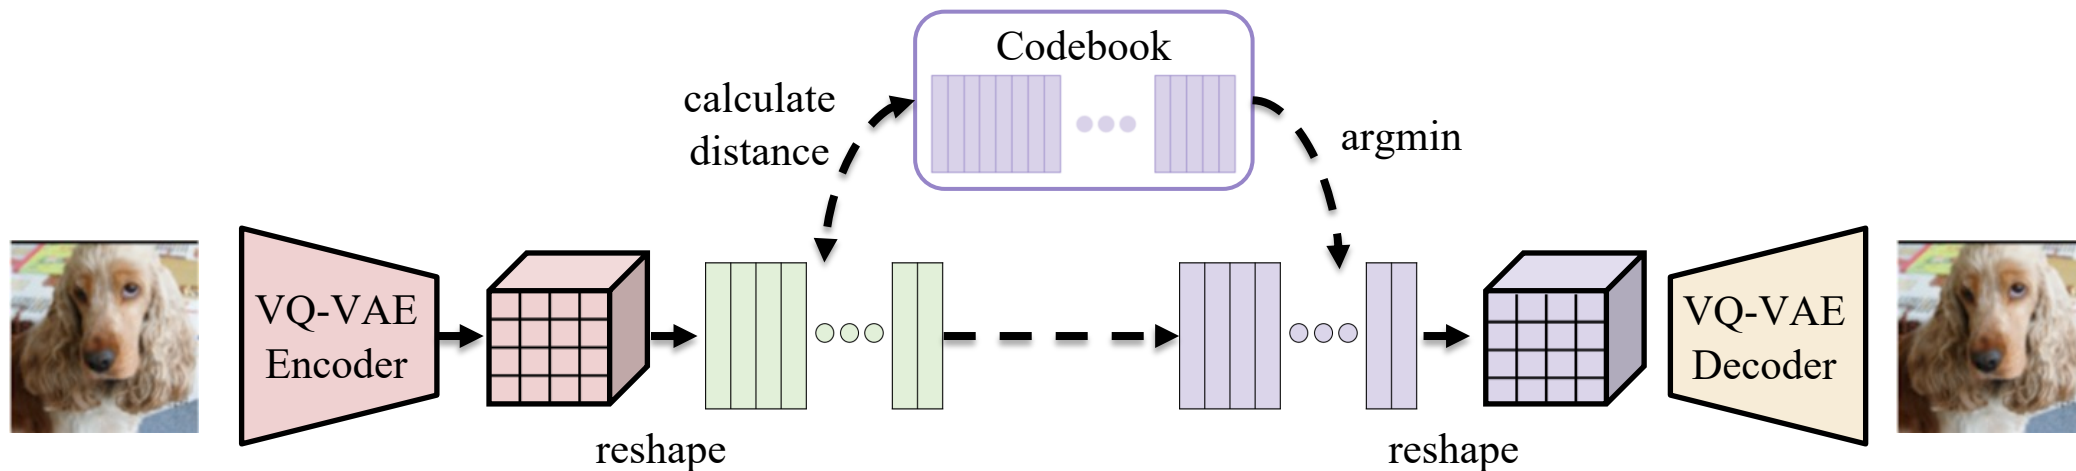 Codebook
calculate
distance
argmin
VQ-VAE
Encoder
VQ-VAE
Decoder
reshape
reshape